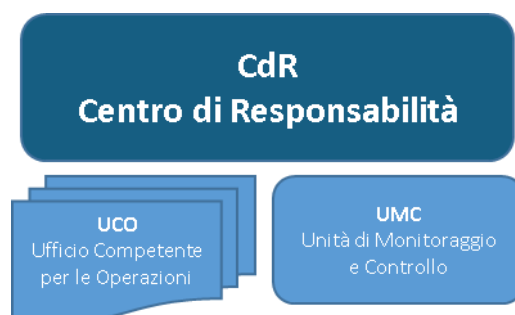 CdR
Centro di Responsabilità
UCO
Ufficio Competente
per le Operazioni
UMC
Unità di Monitoraggio
e Controllo